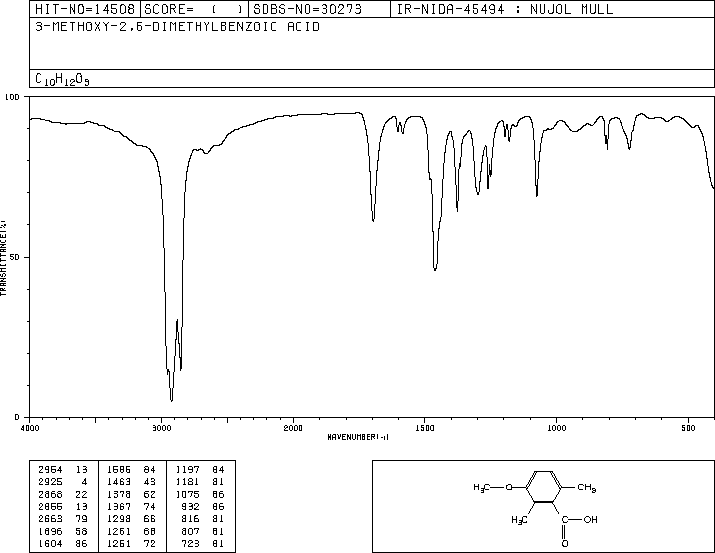 HIT-NO=14508 SCORE= ( ) SDBS-NO=30273 IR-NIDA-45494 : NUJOL MULL
3-METHOXY-2,6-DIMETHYLBENZOIC ACID
C10H12O3
100
50
0
TRANSMITTANCE(%)
4000 3000 2000 1500 1000 500
WAVENUMBER(-1)
2954 13 1586 84 1197 84
2925 4 1463 43 1181 81
2868 22 1378 62 1075 66
2855 13 1367 74 932 86
2663 79 1298 66 816 81
1696 58 1261 68 807 81
1604 86 1251 72 723 81
H3C O CH3
H3C C OH
O